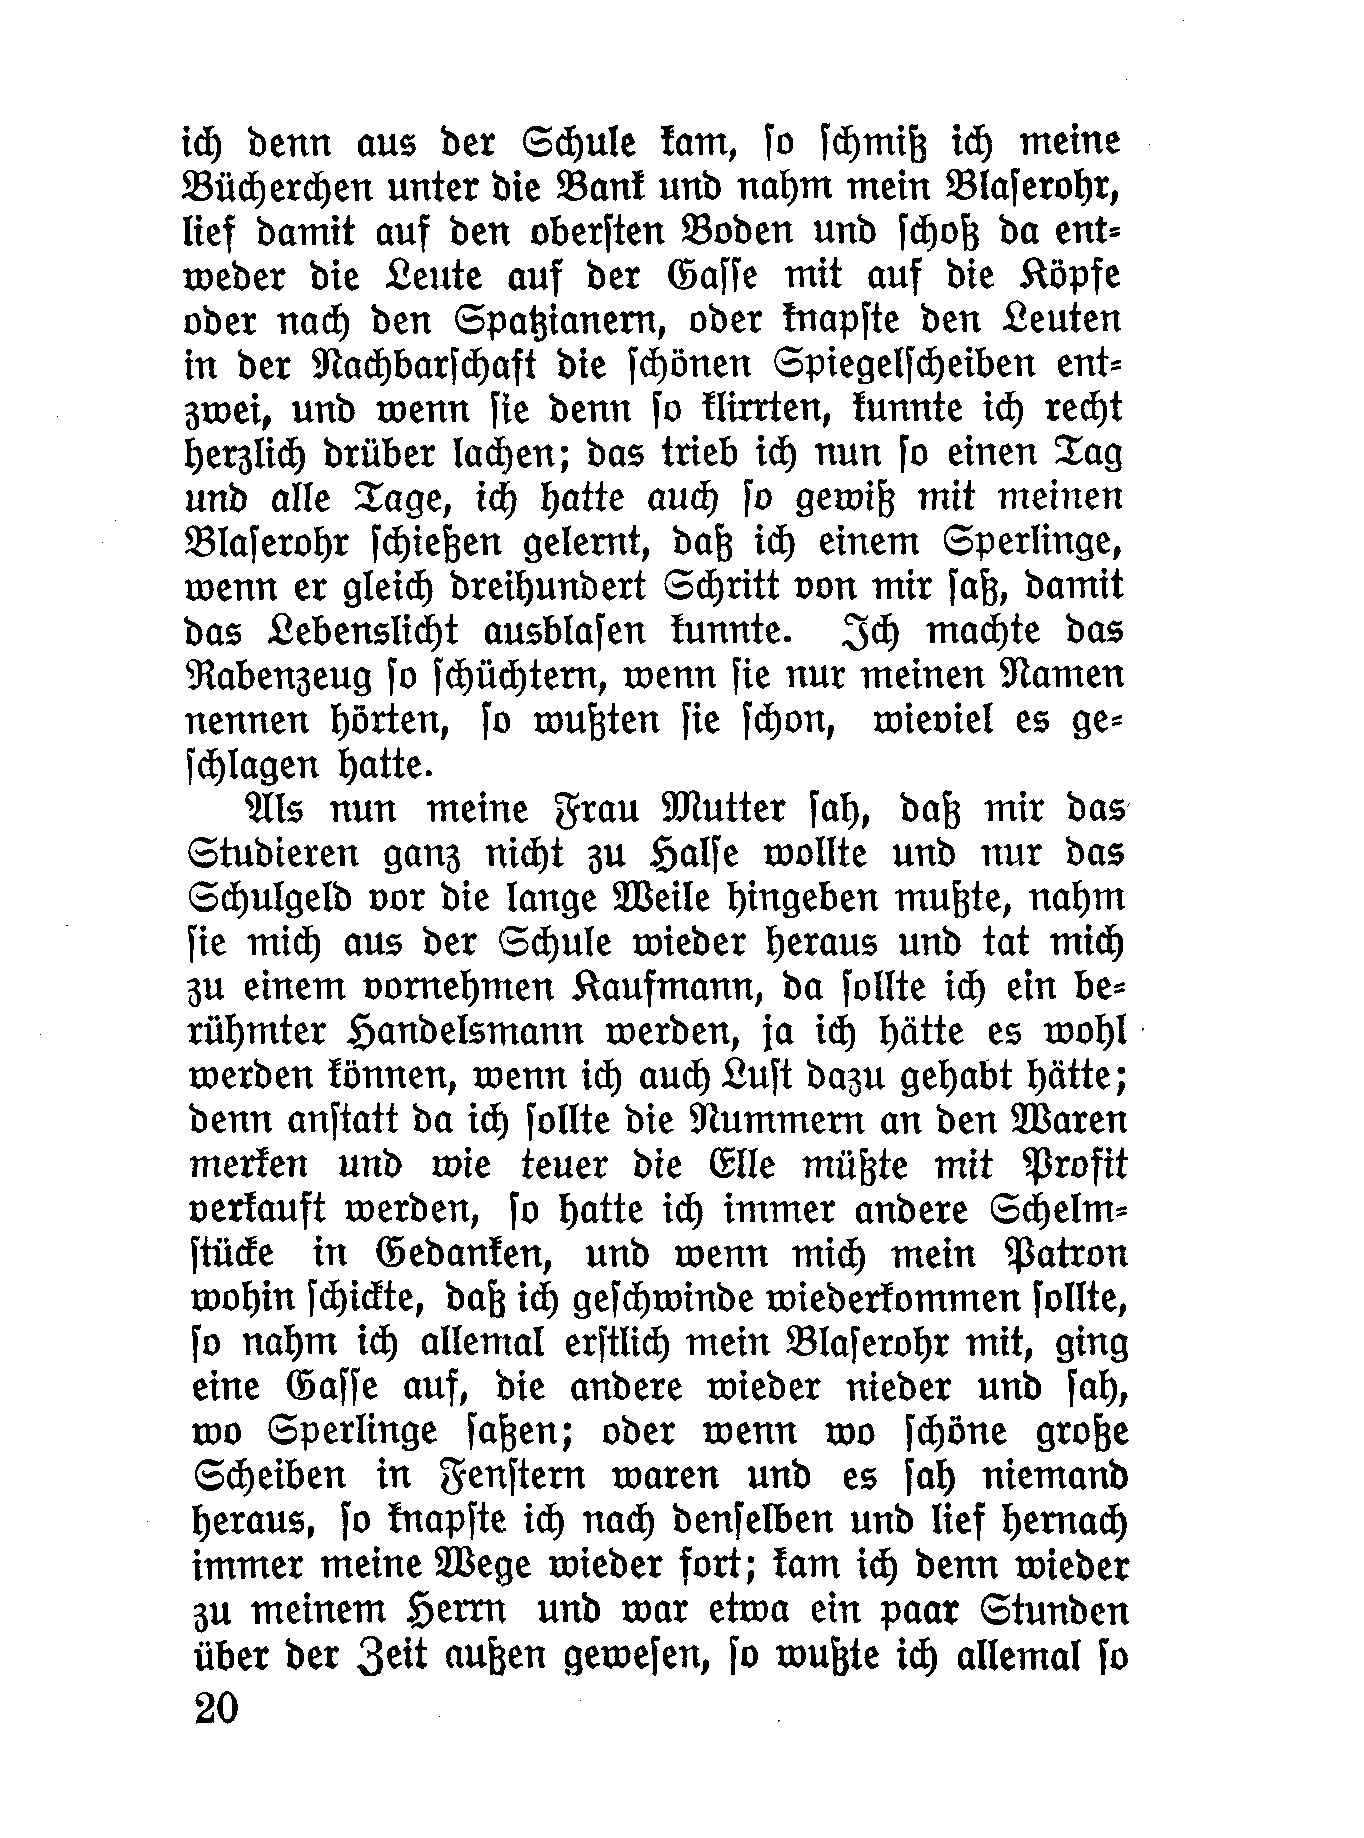 ich denn aus der Schule kam, so schmiß ich meine
Bücherchen unter die Bank und nahm mein Blaserohr,
lief damit auf den obersten Boden und schoß da ent-
weder die Leute auf der Gasse mit auf die Köpfe
oder nach den Spatzianern, oder knapste den Leuten
in der Nachbarschaft die schönen Spiegelscheiben ent-
zwei, und wenn sie denn so klirrten, kunnte ich recht
herzlich drüber lachen; das trieb ich nun so einen Tag
und alle Tage, ich hatte auch so gewiß mit meinen
Blaserohr schießen gelernt, daß ich einem Sperlinge,
wenn er gleich dreihundert Schritt von mir saß, damit
das Lebenslicht ausblasen kunnte. Ich machte das
Rabenzeug so schüchtern, wenn sie nur meinen Namen
nennen hörten, so wußten sie schon, wieviel es ge-
schlagen hatte.
Als nun meine Frau Mutter sah, daß mir das
Studieren ganz nicht zu Halse wollte und nur das
Schulgeld vor die lange Weile hingeben mußte, nahm
sie mich aus der Schule wieder heraus und tat mich
zu einem vornehmen Kaufmann, da sollte ich ein be-
rühmter Handelsmann werden, ja ich hätte es wohl
werden können, wenn ich auch Lust dazu gehabt hätte;
denn anstatt da ich sollte die Nummern an den Waren
merken und wie teuer die Elle müßte mit Profit
verkauft werden, so hatte ich immer andere Schelm-
stücke in Gedanken, und wenn mich mein Patron
wohin schickte, daß ich geschwinde wiederkommen sollte,
so nahm ich allemal erstlich mein Blaserohr mit, ging
eine Gasse auf, die andere wieder nieder und sah,
wo Sperlinge saßen; oder wenn wo schöne große
Scheiben in Fenstern waren und es sah niemand
heraus, so knapste ich nach denselben und lief hernach
immer meine Wege wieder fort; kam ich denn wieder
zu meinem Herrn und war etwa ein paar Stunden
über der Zeit außen gewesen, so wußte ich allemal so
20